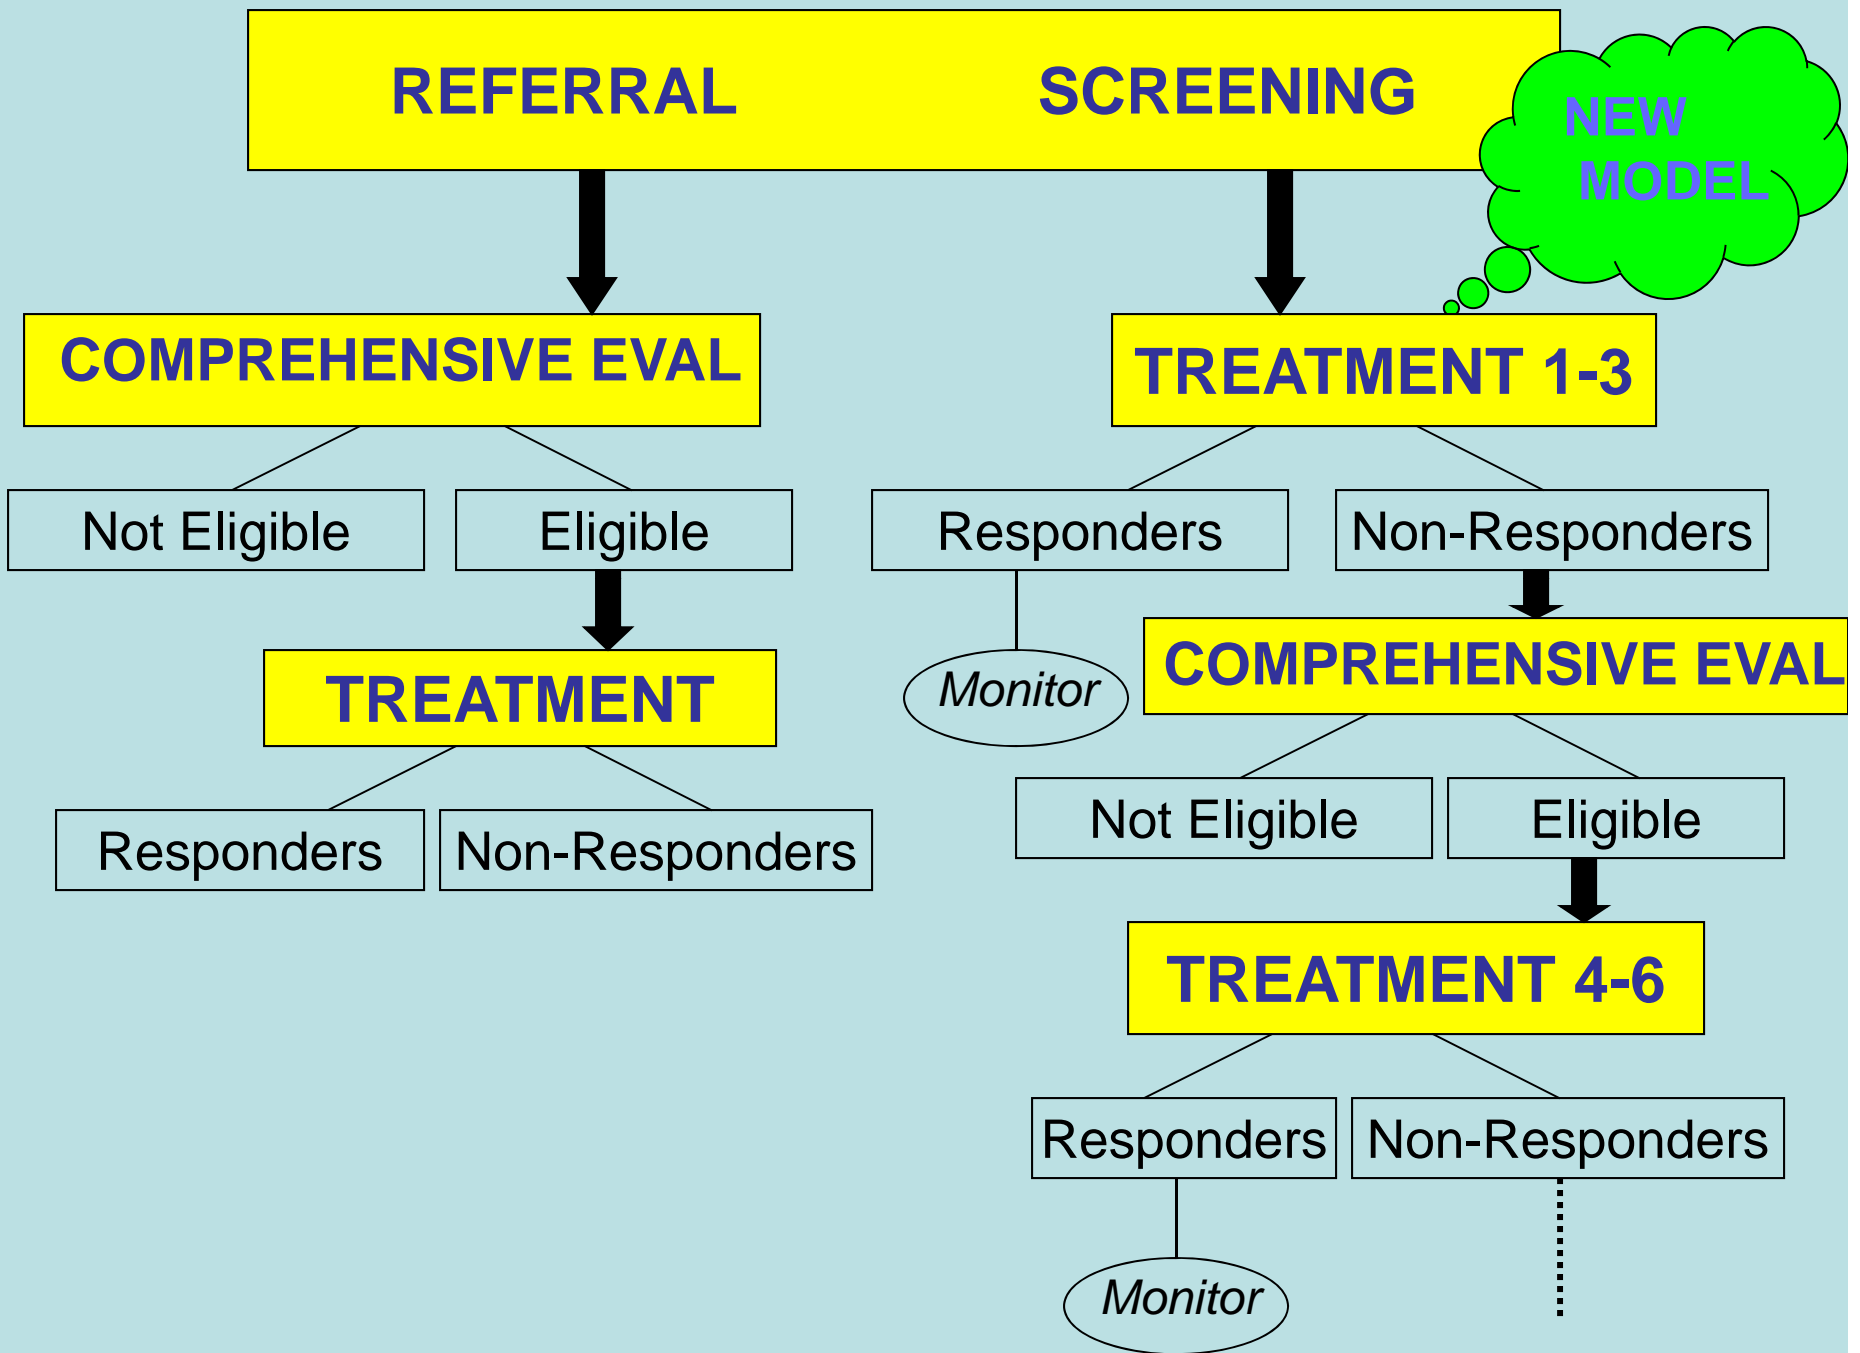 REFERRAL SCREENING
NEW
MODEL
COMPREHENSIVE EVAL
TREATMENT 1-3
Not Eligible
Eligible
Responders
Non-Responders
TREATMENT
Monitor
COMPREHENSIVE EVAL
Responders
Non-Responders
Not Eligible
Eligible
TREATMENT 4-6
Responders
Non-Responders
Monitor